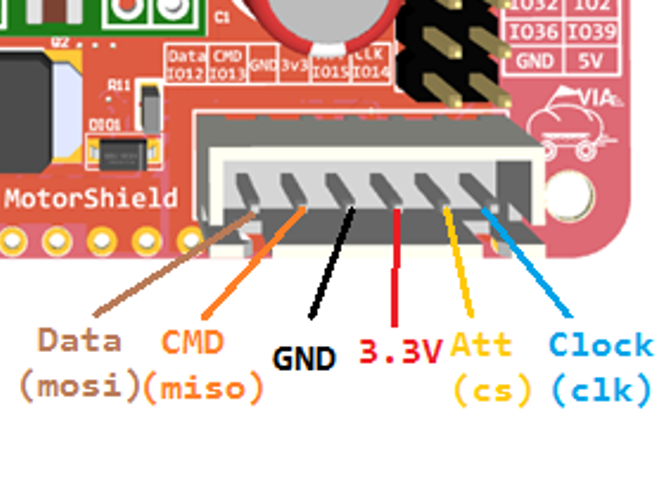 C1
IO32 IO2
IO36 IO39
GND 5V
Q2
Data CMD GND 3v3 CLK
IO12 IO13 IO15 IO14
R11
VIA
DIO1
MotorShield
Data CMD GND 3.3V Att Clock
(mosi) (miso) (cs) (clk)